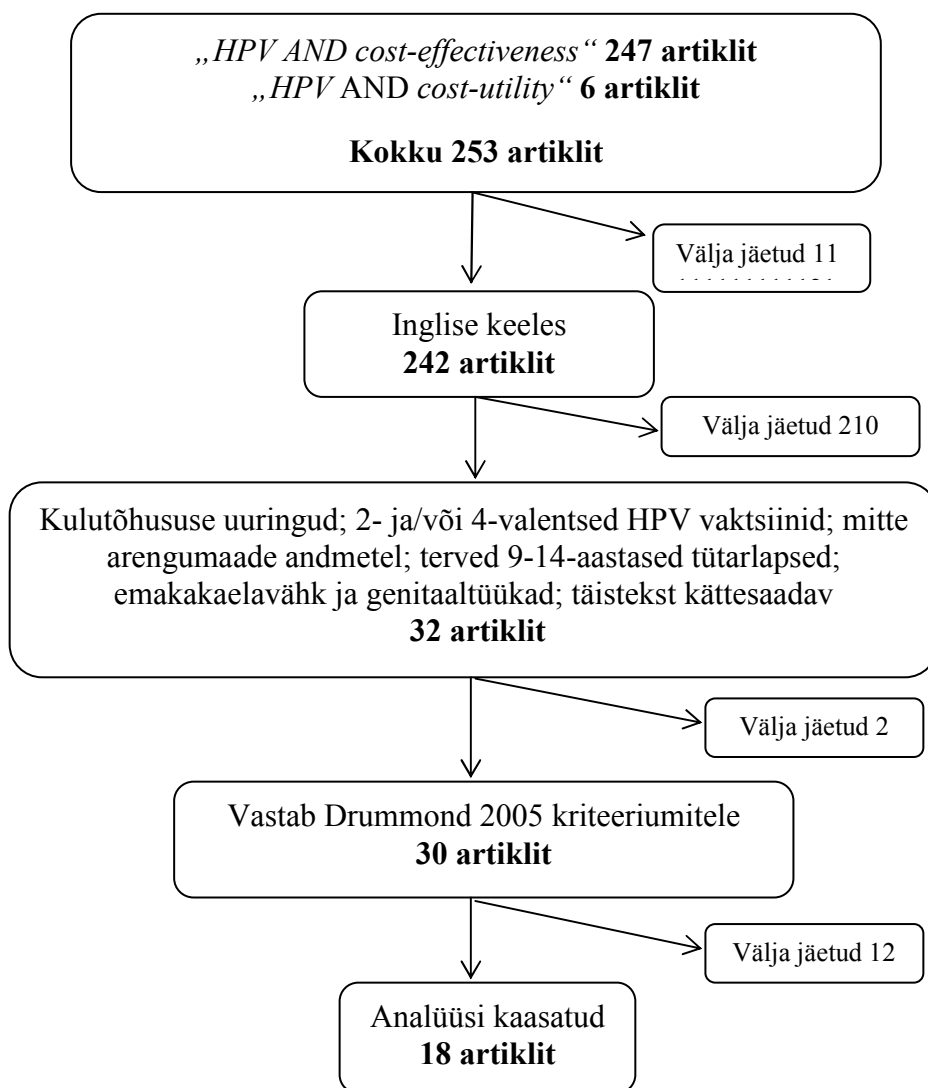 „HPV AND cost-effectiveness“ 247 artiklit
„HPV AND cost-utility“ 6 artiklit
Kokku 253 artiklit
Välja jäetud 11
Inglise keeles
242 artiklit
Välja jäetud 210
Kulutõhususe uuringud; 2- ja/või 4-valentsed HPV vaktsiinid; mitte
arengumaade andmetel; terved 9-14-aastased tütarlapsed;
emakakaelavähk ja genitaaltüükad; täistekst kättesaadav
32 artiklit
Välja jäetud 2
Vastab Drummond 2005 kriteeriumitele
30 artiklit
Välja jäetud 12
Analüüsi kaasatud
18 artiklit